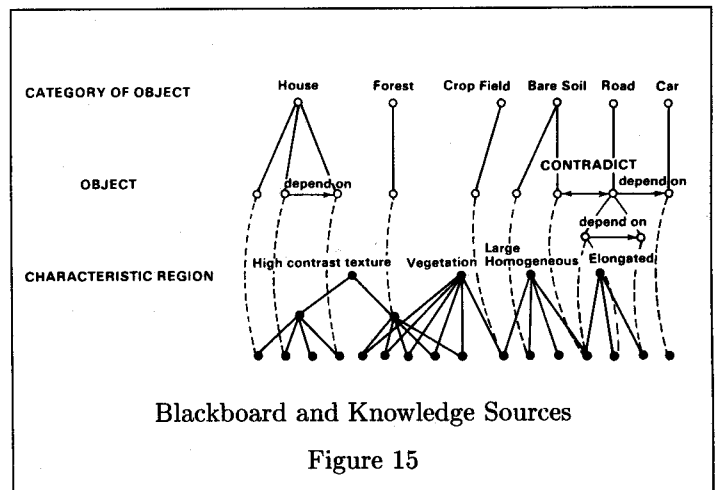 House Forest Crop Field Bare Soil Road Car
CATEGORY OF OBJECT
CONTRADICT
OBJECT depend on depend on
depend on
High contrast texture Vegetation Large Homogeneous Elongated
CHARACTERISTIC REGION
Blackboard and Knowledge Sources
Figure 15